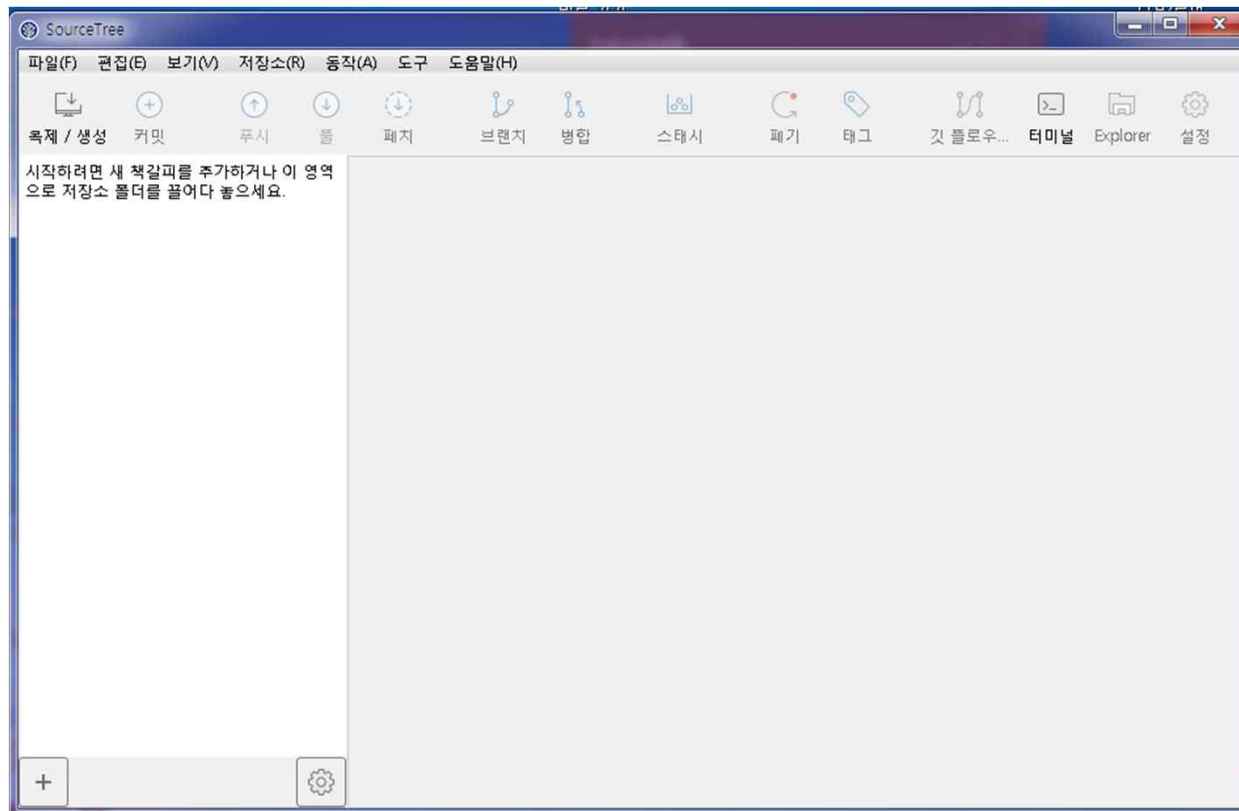 SourceTree
파일(F) 편집(E) 보기(V) 저장소(R) 동작(A) 도구 도움말(H)
복제 / 생성 커밋 푸시 풀 페치 브랜치 병합 스태시 폐기 태그 깃 플로우... 터미널 Explorer 설정
시작하려면 새 책갈피를 추가하거나 이 영역
으로 저장소 폴더를 끌어다 놓으세요.